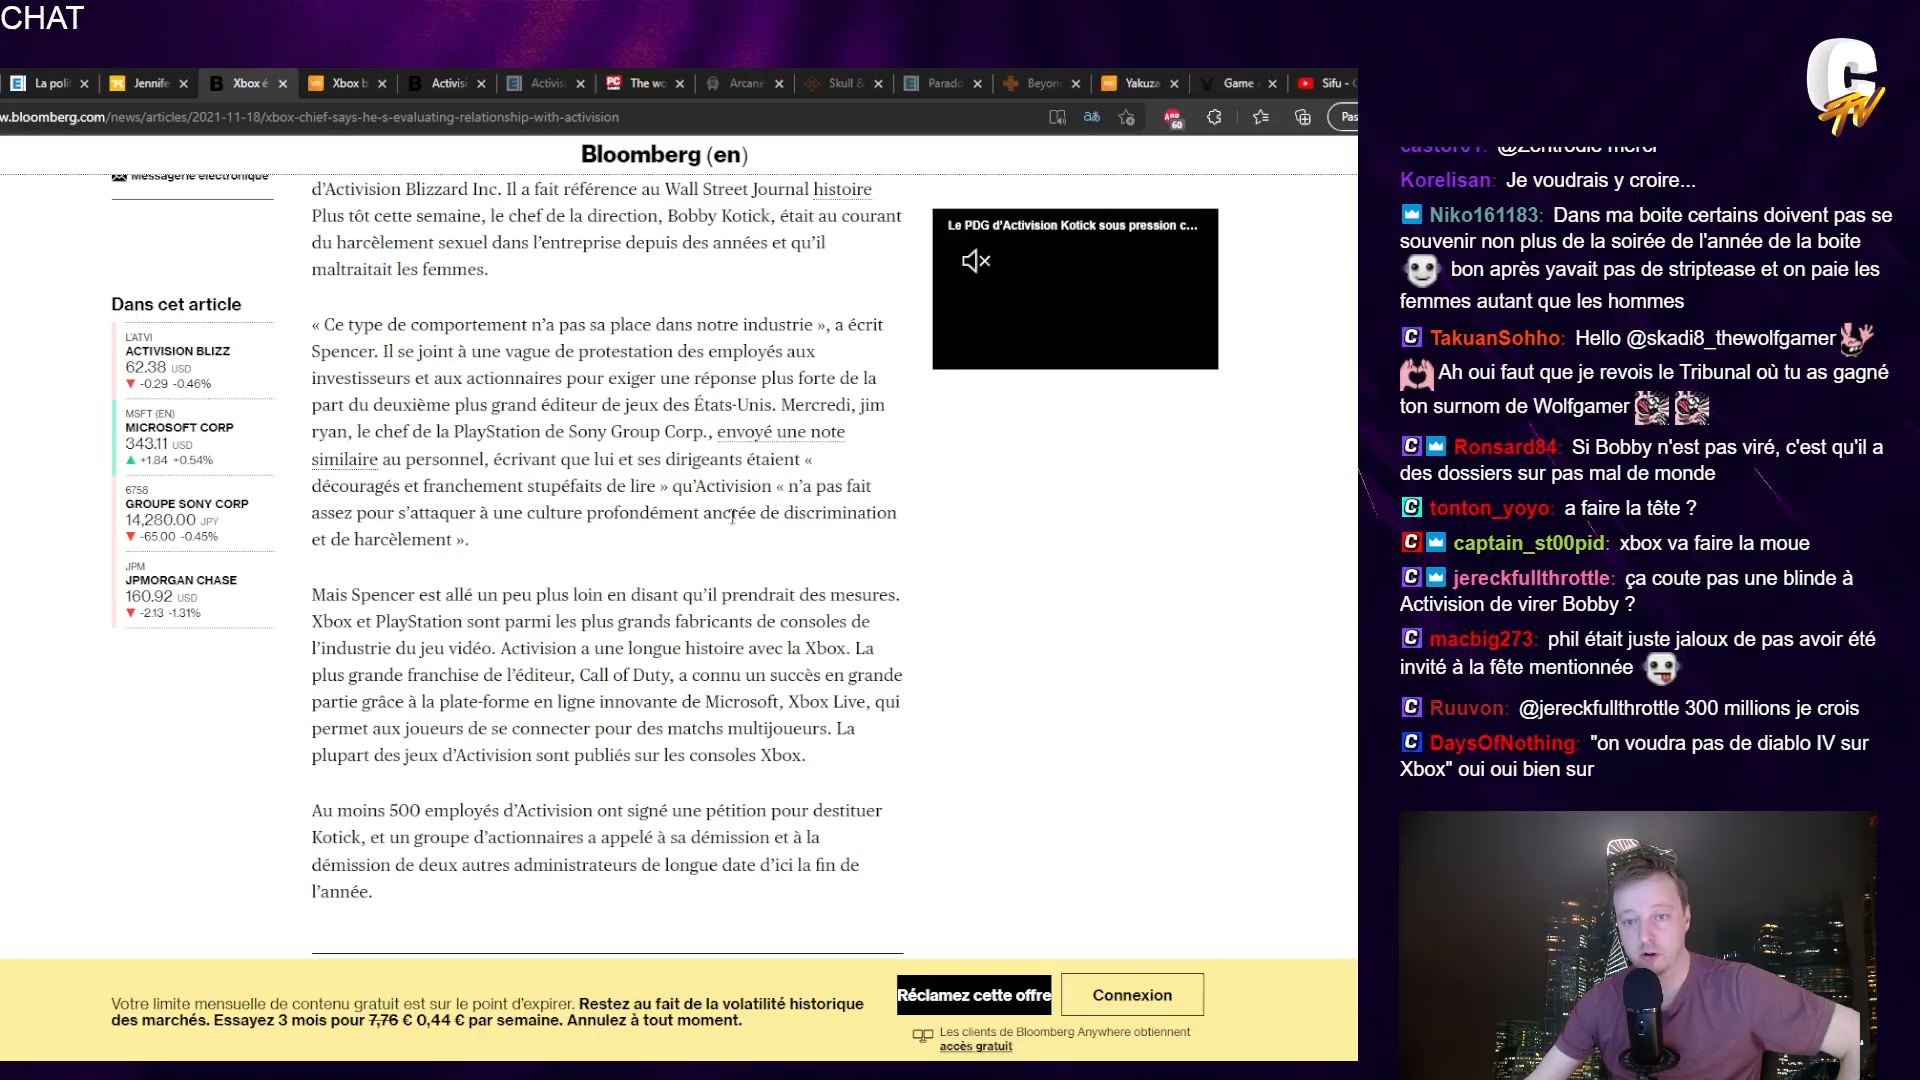 CHAT
La poli
Jennife
Xbox é
Xbox b
Activisi
Activis
The wo
Arcane
Skull &
Parado
Beyon
Yakuza
Game
Sifu -
w.bloomberg.com/news/articles/2021-11-18/xbox-chief-says-he-s-evaluating-relationship-with-activision
60
Pas
Bloomberg (en)
Messagerie électronique
d'Activision Blizzard Inc. Il a fait référence au Wall Street Journal histoire
Plus tôt cette semaine, le chef de la direction, Bobby Kotick, était au courant
du harcèlement sexuel dans l'entreprise depuis des années et qu'il
maltraitait les femmes.
« Ce type de comportement n'a pas sa place dans notre industrie », a écrit
Spencer. Il se joint à une vague de protestation des employés aux
investisseurs et aux actionnaires pour exiger une réponse plus forte de la
part du deuxième plus grand éditeur de jeux des États-Unis. Mercredi, jim
ryan, le chef de la PlayStation de Sony Group Corp., envoyé une note
similaire au personnel, écrivant que lui et ses dirigeants étaient «
découragés et franchement stupéfaits de lire » qu'Activision « n'a pas fait
assez pour s'attaquer à une culture profondément ancrée de discrimination
et de harcèlement ».
Mais Spencer est allé un peu plus loin en disant qu'il prendrait des mesures.
Xbox et PlayStation sont parmi les plus grands fabricants de consoles de
l'industrie du jeu vidéo. Activision a une longue histoire avec la Xbox. La
plus grande franchise de l'éditeur, Call of Duty, a connu un succès en grande
partie grâce à la plate-forme en ligne innovante de Microsoft, Xbox Live, qui
permet aux joueurs de se connecter pour des matchs multijoueurs. La
plupart des jeux d'Activision sont publiés sur les consoles Xbox.
Au moins 500 employés d'Activision ont signé une pétition pour destituer
Kotick, et un groupe d'actionnaires a appelé à sa démission et à la
démission de deux autres administrateurs de longue date d'ici la fin de
l'année.
Dans cet article
L'ATVI
ACTIVISION BLIZZ
62.38 USD
▼ -0.29 -0.46%
MSFT (EN)
MICROSOFT CORP
343.11 USD
▲ +1.84 +0.54%
6758
GROUPE SONY CORP
14,280.00 JPY
▼ -65.00 -0.45%
JPM
JPMORGAN CHASE
160.92 USD
▼ -2.13 -1.31%
Le PDG d'Activision Kotick sous pression c...
Votre limite mensuelle de contenu gratuit est sur le point d'expirer. Restez au fait de la volatilité historique
des marchés. Essayez 3 mois pour 7,76 € 0,44 € par semaine. Annulez à tout moment.
Réclamez cette offre
Connexion
Les clients de Bloomberg Anywhere obtiennent
accès gratuit
C
TV
Korelisan: Je voudrais y croire...
Niko161183: Dans ma boite certains doivent pas se
souvenir non plus de la soirée de l'année de la boite
bon après yavait pas de striptease et on paie les
femmes autant que les hommes
TakuanSohho: Hello @skadi8_thewolfgamer
Ah oui faut que je revois le Tribunal où tu as gagné
ton surnom de Wolfgamer
Ronsard84: Si Bobby n'est pas viré, c'est qu'il a
des dossiers sur pas mal de monde
tonton_yoyo: a faire la tête ?
captain_st00pid: xbox va faire la moue
jereckfullthrottle: ça coute pas une blinde à
Activision de virer Bobby ?
macbig273: phil était juste jaloux de pas avoir été
invité à la fête mentionnée
Ruuvon: @jereckfullthrottle 300 millions je crois
DaysOfNothing: "on voudra pas de diablo IV sur
Xbox" oui oui bien sur